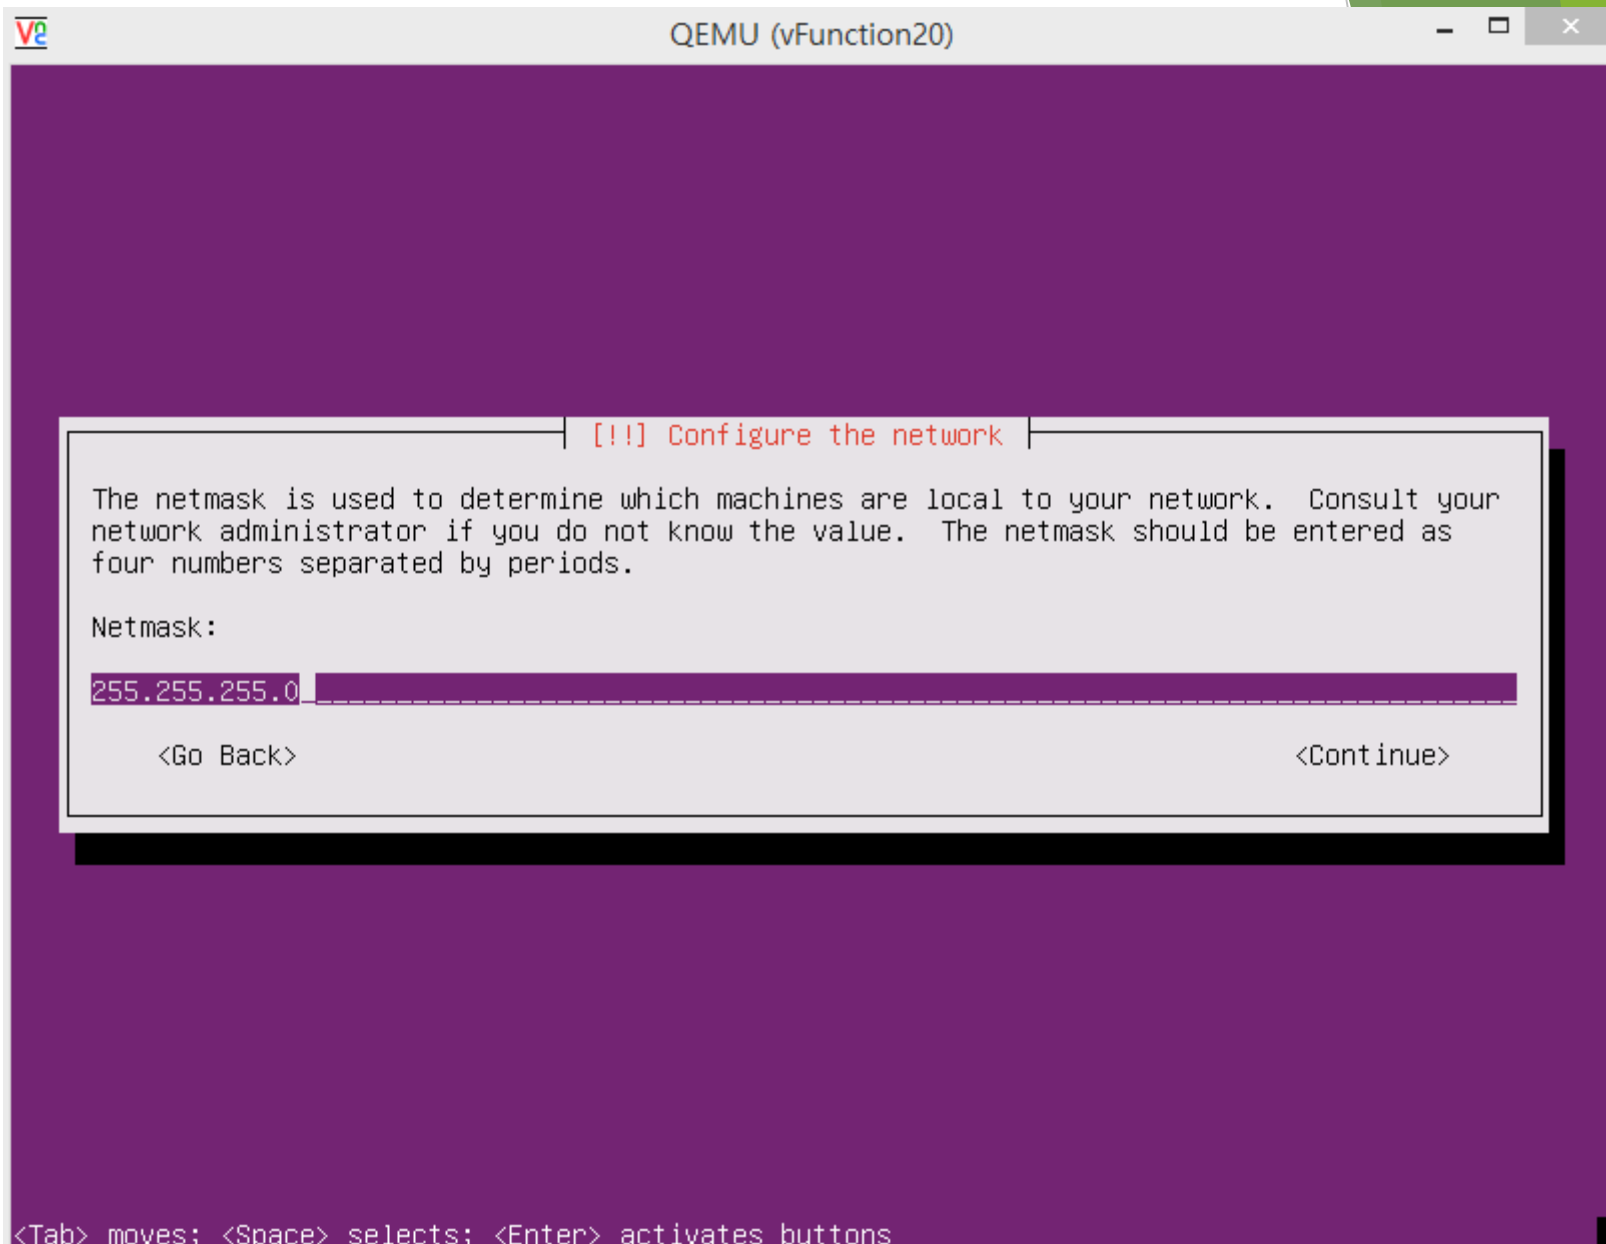 QEMU (vFunction20)
[!!] Configure the network
The netmask is used to determine which machines are local to your network.  Consult your
network administrator if you do not know the value.  The netmask should be entered as
four numbers separated by periods.
Netmask:
255.255.255.0
<Go Back> <Continue>
<Tab> moves; <Space> selects; <Enter> activates buttons